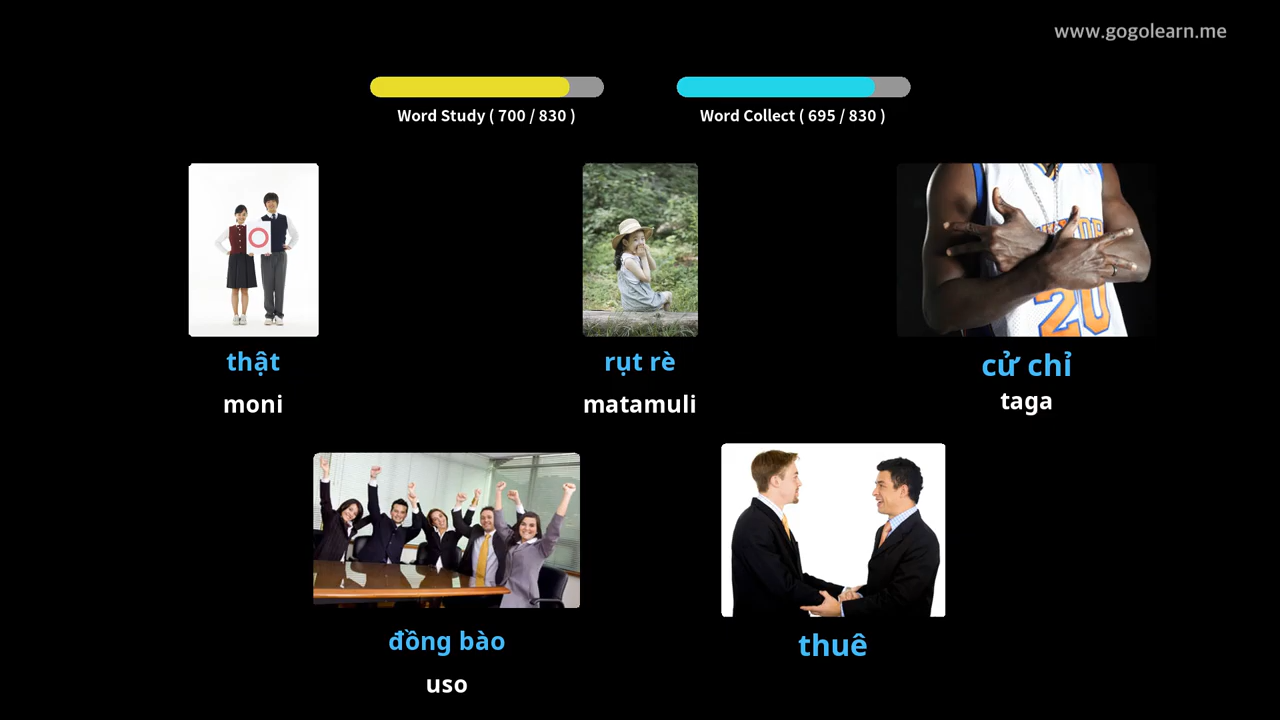 www.gogolearn.me
Word Study ( 700 / 830 )
Word Collect ( 695 / 830 )
thật
moni
rụt rè
matamuli
cử chỉ
taga
20
đồng bào
uso
thuê